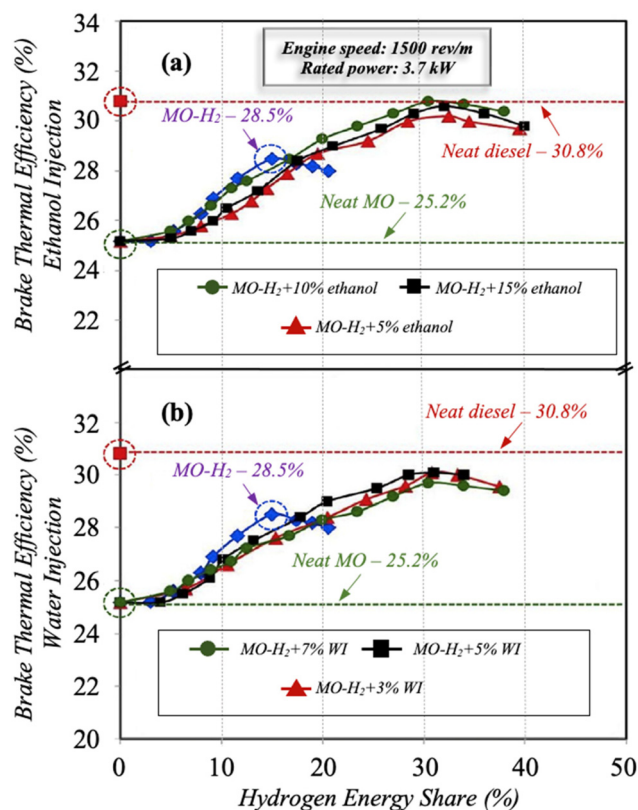 Brake Thermal Efficiency (%)
Ethanol Injection
34
32
30
28
26
24
22
(a)
Engine speed: 1500 rev/m
Rated power: 3.7 kW
MO-H₂ – 28.5%
Neat diesel – 30.8%
Neat MO – 25.2%
MO-H₂+10% ethanol
MO-H₂+15% ethanol
MO-H₂+5% ethanol
Brake Thermal Efficiency (%)
Water Injection
32
30
28
26
24
22
20
(b)
Neat diesel – 30.8%
MO-H₂ – 28.5%
Neat MO – 25.2%
MO-H₂+7% WI
MO-H₂+5% WI
MO-H₂+3% WI
0 10 20 30 40 50
Hydrogen Energy Share (%)